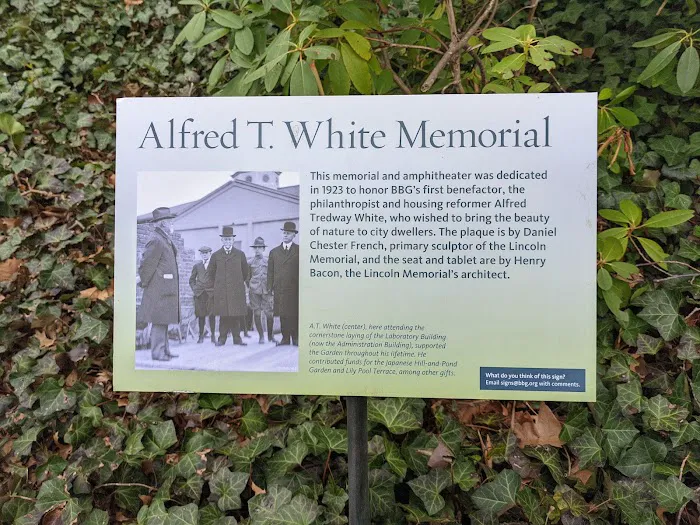 Alfred T. White Memorial
This memorial and amphitheater was dedicated
in 1923 to honor BBG's first benefactor, the
philanthropist and housing reformer Alfred
Tredway White, who wished to bring the beauty
of nature to city dwellers. The plaque is by Daniel
Chester French, primary sculptor of the Lincoln
Memorial, and the seat and tablet are by Henry
Bacon, the Lincoln Memorial's architect.
A.T. White (center), here attending the
cornerstone laying of the Laboratory Building
(now the Administration Building), supported
the Garden throughout his lifetime. He
contributed funds for the Japanese Hill-and-Pond
Garden and Lily Pool Terrace, among other gifts.
What do you think of this sign?
Email signs@bbg.org with comments.